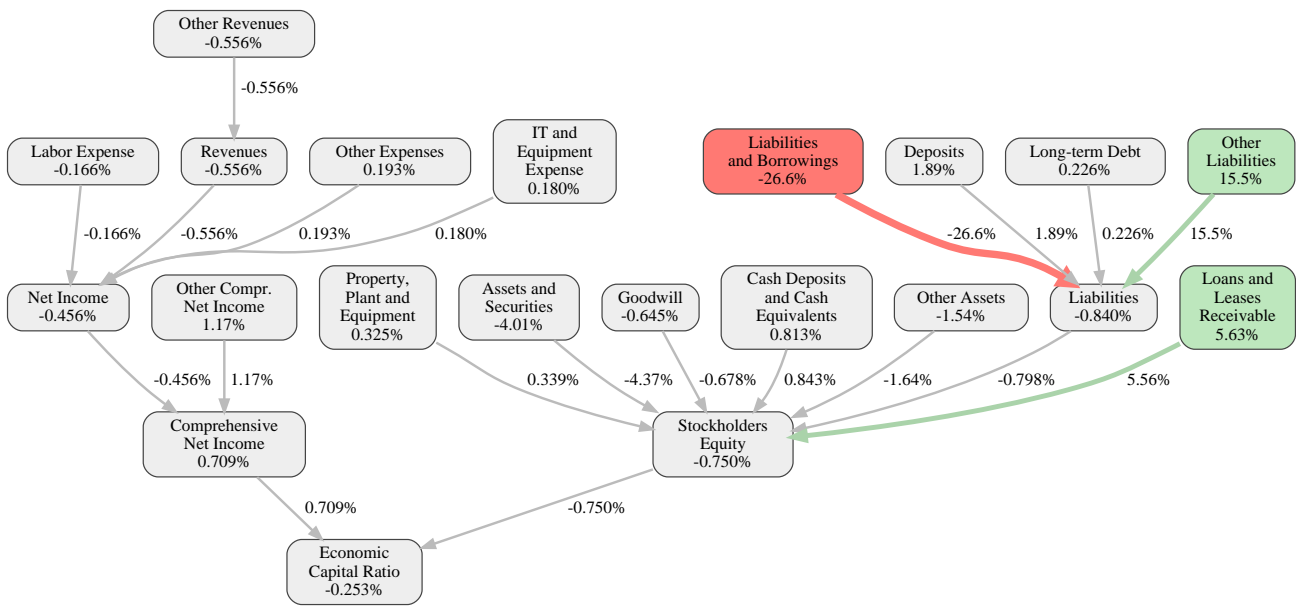 Other Revenues
-0.556%
-0.556%
Labor Expense
-0.166%
Revenues
-0.556%
Other Expenses
0.193%
IT and
Equipment
Expense
0.180%
Liabilities
and Borrowings
-26.6%
Deposits
1.89%
Long-term Debt
0.226%
Other
Liabilities
15.5%
-0.166%
-0.556%
0.193%
0.180%
-26.6%
1.89%
0.226%
15.5%
Net Income
-0.456%
Other Compr.
Net Income
1.17%
Property,
Plant and
Equipment
0.325%
Assets and
Securities
-4.01%
Goodwill
-0.645%
Cash Deposits
and Cash
Equivalents
0.813%
Other Assets
-1.54%
Liabilities
-0.840%
Loans and
Leases
Receivable
5.63%
-0.456%
1.17%
0.339%
-4.37%
-0.678%
0.843%
-1.64%
-0.798%
5.56%
Comprehensive
Net Income
0.709%
Stockholders
Equity
-0.750%
0.709%
-0.750%
Economic
Capital Ratio
-0.253%